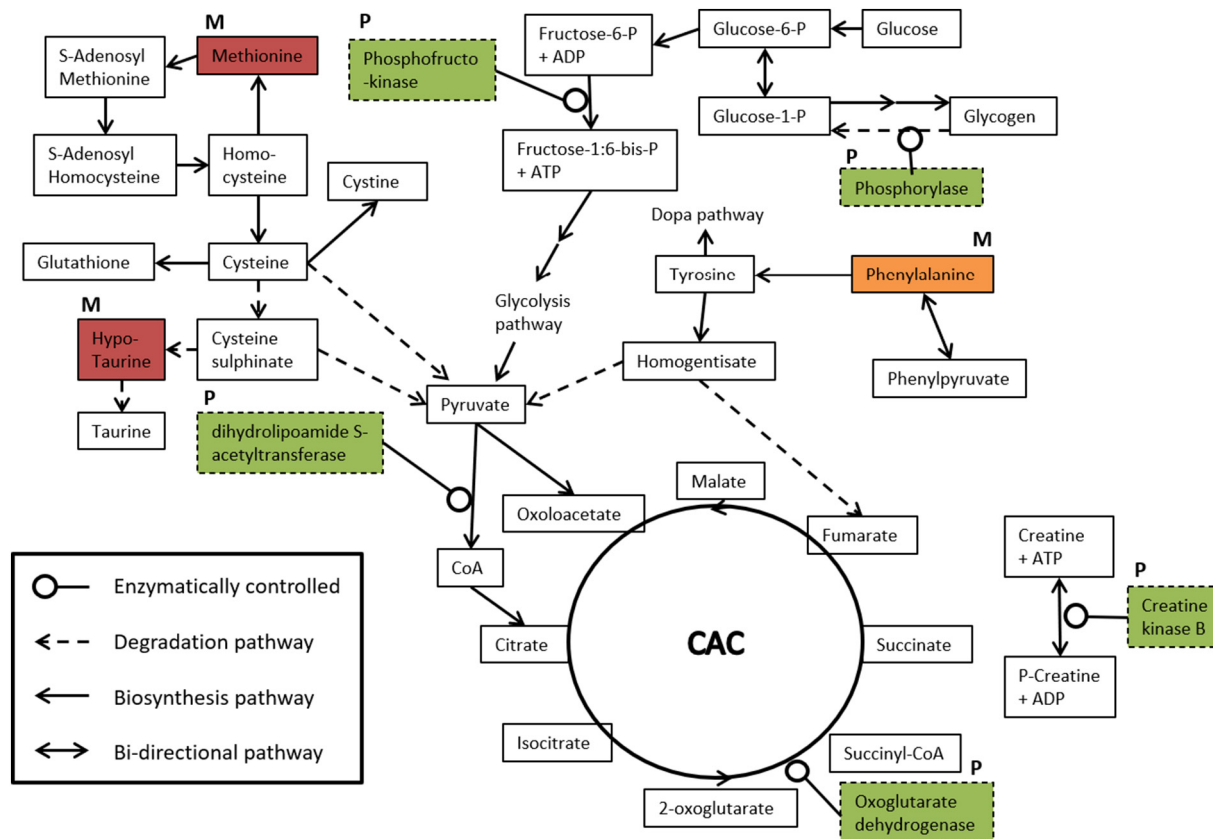 M
S-Adenosyl
Methionine
Methionine
S-Adenosyl
Homocysteine
Homo-
cysteine
Cystine
Glutathione
Cysteine
M
Hypo-
Taurine
Cysteine
sulphinate
Taurine
P
dihydrolipoamide S-
acetyltransferase
P
Phosphofructo
-kinase
Fructose-6-P
+ ADP
Glucose-6-P
Glucose
Glucose-1-P
Glycogen
P
Phosphorylase
Fructose-1:6-bis-P
+ ATP
Glycolysis
pathway
Dopa pathway
Tyrosine
M
Phenylalanine
Homogentisate
Phenylpyruvate
Pyruvate
Oxoloacetate
CoA
Malate
Fumarate
Citrate
CAC
Succinate
Isocitrate
Succinyl-CoA
2-oxoglutarate
P
Oxoglutarate
dehydrogenase
Creatine
+ ATP
P
Creatine
kinase B
P-Creatine
+ ADP
Enzymatically controlled
Degradation pathway
Biosynthesis pathway
Bi-directional pathway